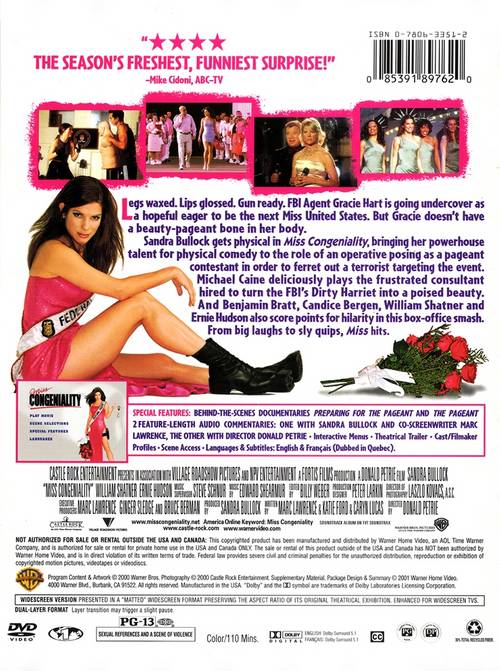 ISBN 0-7806-3351-2
"★★★★
THE SEASON'S FRESHEST, FUNNIEST SURPRISE!"
–Mike Cidoni, ABC-TV
0 85391 89762 0
Legs waxed. Lips glossed. Gun ready. FBI Agent Gracie Hart is going undercover as
a hopeful eager to be the next Miss United States. But Gracie doesn't have
a beauty-pageant bone in her body.
Sandra Bullock gets physical in Miss Congeniality, bringing her powerhouse
talent for physical comedy to the role of an operative posing as a pageant
contestant in order to ferret out a terrorist targeting the event.
Michael Caine deliciously plays the frustrated consultant
hired to turn the FBI's Dirty Harriet into a poised beauty.
And Benjamin Bratt, Candice Bergen, William Shatner and
Ernie Hudson also score points for hilarity in this box-office smash.
From big laughs to sly quips, Miss hits.
Miss
CONGENIALITY
PLAY MOVIE
SCENE SELECTIONS
SPECIAL FEATURES
LANGUAGES
SPECIAL FEATURES: BEHIND-THE-SCENES DOCUMENTARIES PREPARING FOR THE PAGEANT AND THE PAGEANT
2 FEATURE-LENGTH AUDIO COMMENTARIES: ONE WITH SANDRA BULLOCK AND CO-SCREENWRITER MARC
LAWRENCE, THE OTHER WITH DIRECTOR DONALD PETRIE • Interactive Menus • Theatrical Trailer • Cast/Filmmaker
Profiles • Scene Access • Languages & Subtitles: English & Français (Dubbed in Quebec).
CASTLE ROCK ENTERTAINMENT PRESENTS IN ASSOCIATION WITH VILLAGE ROADSHOW PICTURES AND NPV ENTERTAINMENT A FORTIS FILMS PRODUCTION A DONALD PETRIE FILM SANDRA BULLOCK
"MISS CONGENIALITY" WILLIAM SHATNER ERNIE HUDSON MUSIC SUPERVISOR STEVE SCHNUR MUSIC BY EDWARD SHEARMUR EDITED BY BILLY WEBER PRODUCTION DESIGNER PETER LARKIN DIRECTOR OF PHOTOGRAPHY LASZLO KOVACS, A.S.C.
EXECUTIVE PRODUCERS MARC LAWRENCE GINGER SLEDGE AND BRUCE BERMAN PRODUCED BY SANDRA BULLOCK WRITTEN BY MARC LAWRENCE & KATIE FORD & CARYN LUCAS DIRECTED BY DONALD PETRIE
CASTLE ROCK ENTERTAINMENT
VILLAGE ROADSHOW PICTURES
www.misscongeniality.net America Online Keyword: Miss Congeniality
SOUNDTRACK ALBUM ON TVT SOUNDTRAX
www.castle-rock.com www.warnervideo.com
NOT AUTHORIZED FOR SALE OR RENTAL OUTSIDE THE USA AND CANADA: This copyrighted product has been manufactured and distributed by Warner Home Video, an AOL Time Warner
Company, and is authorized for sale or rental for private home use in the USA and Canada ONLY. The sale or rental of this product outside of the USA and Canada has NOT been authorized by
Warner Home Video, and is in direct violation of its written terms of trade. Federal law provides severe civil and criminal penalties for the unauthorized distribution, reproduction or exhibition of
copyrighted motion pictures, videotapes or videodiscs.
Program Content & Artwork © 2000 Warner Bros. Photography © 2000 Castle Rock Entertainment. Supplementary Material, Package Design & Summary © 2001 Warner Home Video,
4000 Warner Blvd., Burbank, CA 91522. All rights reserved. Manufactured in the USA. "Dolby" and the symbol are trademarks of Dolby Laboratories Licensing Corporation.
WIDESCREEN VERSION PRESENTED IN A "MATTED" WIDESCREEN FORMAT PRESERVING THE ASPECT RATIO OF ITS ORIGINAL THEATRICAL EXHIBITION. ENHANCED FOR WIDESCREEN TVS.
DUAL-LAYER FORMAT Layer transition may trigger a slight pause.
DVD
VIDEO
PG-13
SEXUAL REFERENCES AND A SCENE OF VIOLENCE
Color/110 Mins.
DOLBY
DIGITAL
ENGLISH: Dolby Surround 5.1
FRANÇAIS: Dolby Surround 5.1
CC